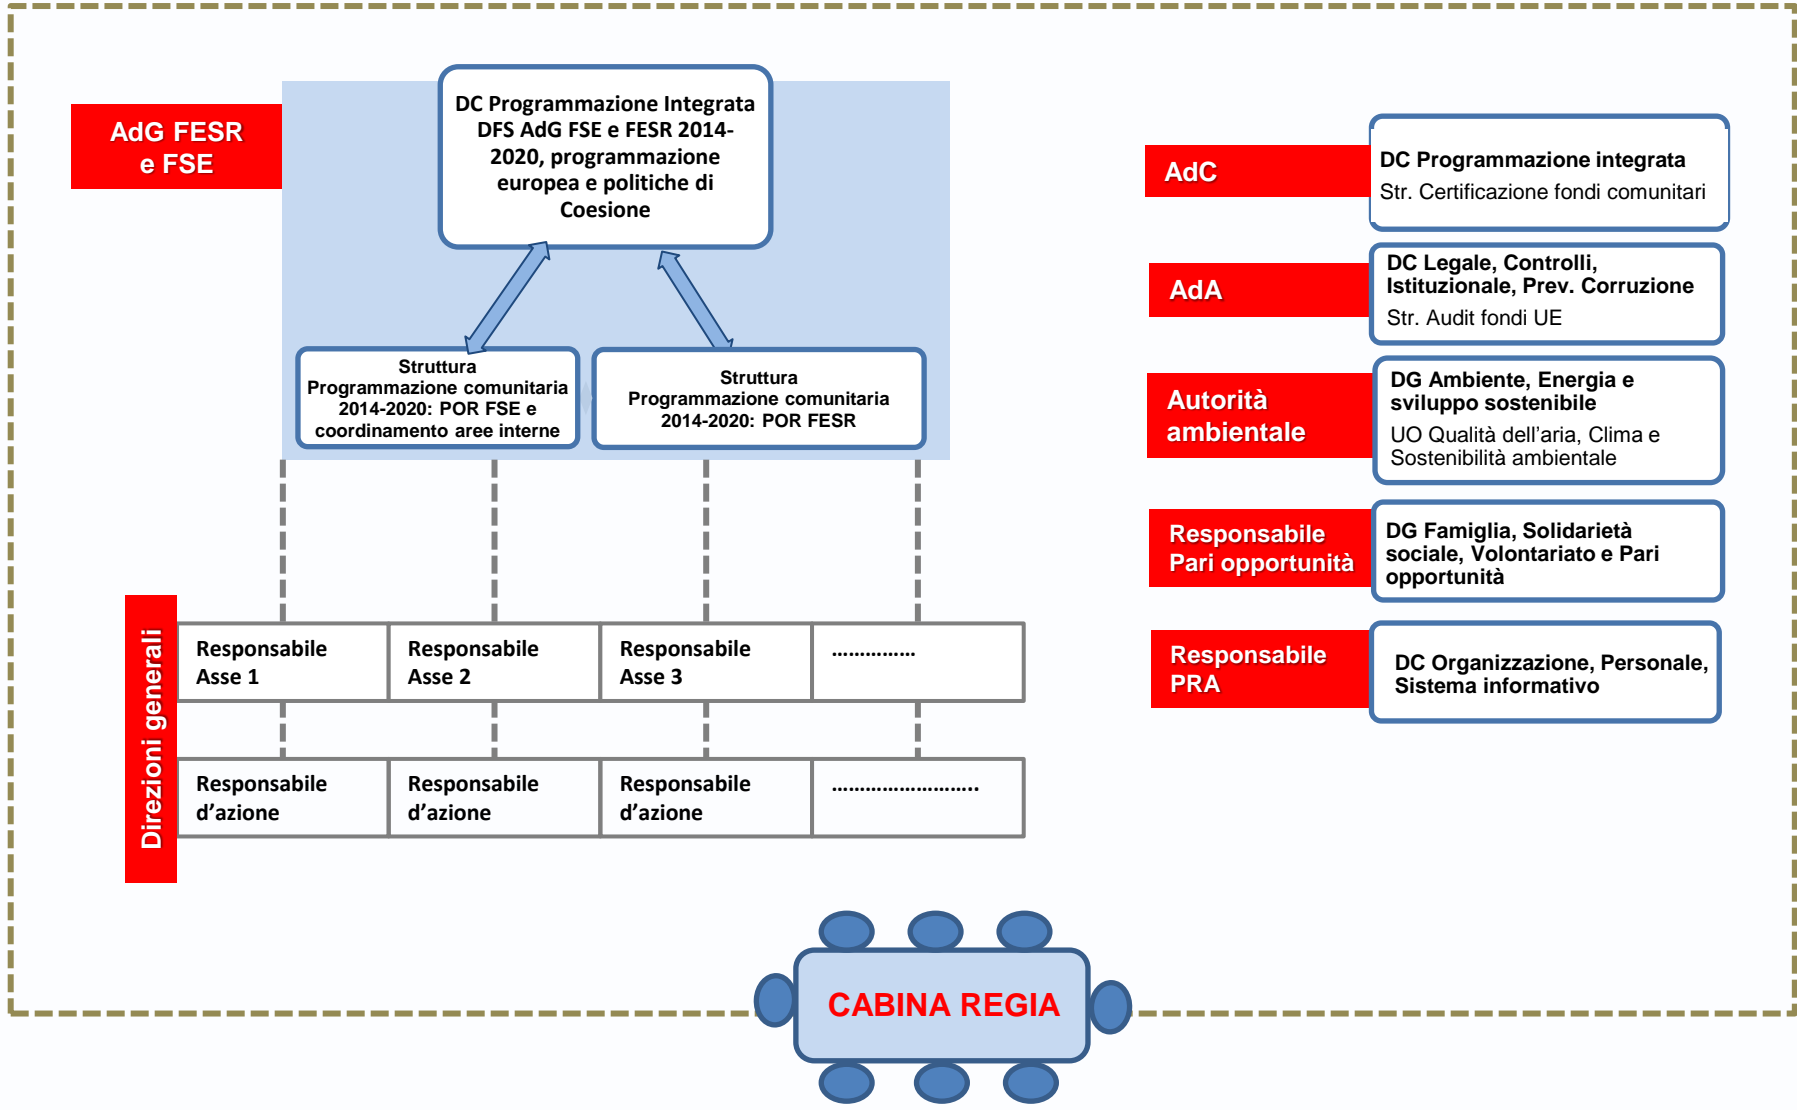 AdG FESR
e FSE
DC Programmazione Integrata
DFS AdG FSE e FESR 2014-
2020, programmazione
europea e politiche di
Coesione
Struttura
Programmazione comunitaria
2014-2020: POR FSE e
coordinamento aree interne
Struttura
Programmazione comunitaria
2014-2020: POR FESR
Direzioni generali
Responsabile
Asse 1
Responsabile
Asse 2
Responsabile
Asse 3
……………
Responsabile
d’azione
Responsabile
d’azione
Responsabile
d’azione
……………………..
AdC
DC Programmazione integrata
Str. Certificazione fondi comunitari
AdA
DC Legale, Controlli,
Istituzionale, Prev. Corruzione
Str. Audit fondi UE
Autorità
ambientale
DG Ambiente, Energia e
sviluppo sostenibile
UO Qualità dell’aria, Clima e
Sostenibilità ambientale
Responsabile
Pari opportunità
DG Famiglia, Solidarietà
sociale, Volontariato e Pari
opportunità
Responsabile
PRA
DC Organizzazione, Personale,
Sistema informativo
CABINA REGIA